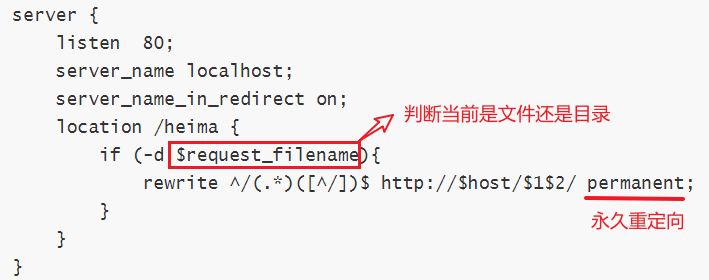 server {
    listen  80;
    server_name localhost;
    server_name_in_redirect on;
    location /heima {
判断当前是文件还是目录
        if (-d $request_filename){
            rewrite ^/(.*)([^/])$ http://$host/$1$2/ permanent;
永久重定向
        }
    }
}